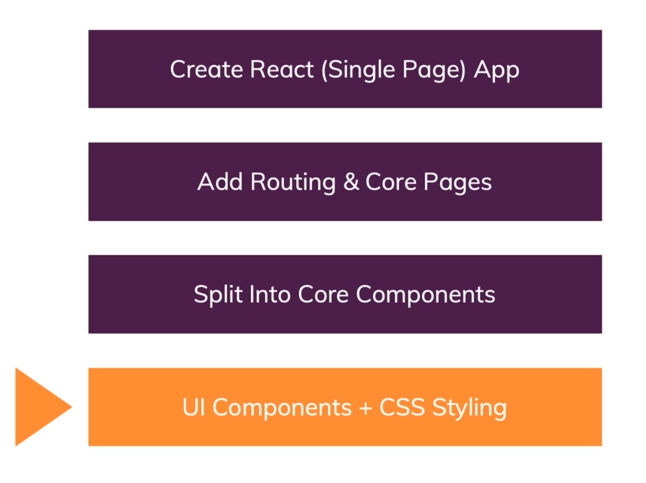 Create React (Single Page) App
Add Routing & Core Pages
Split Into Core Components
UI Components + CSS Styling